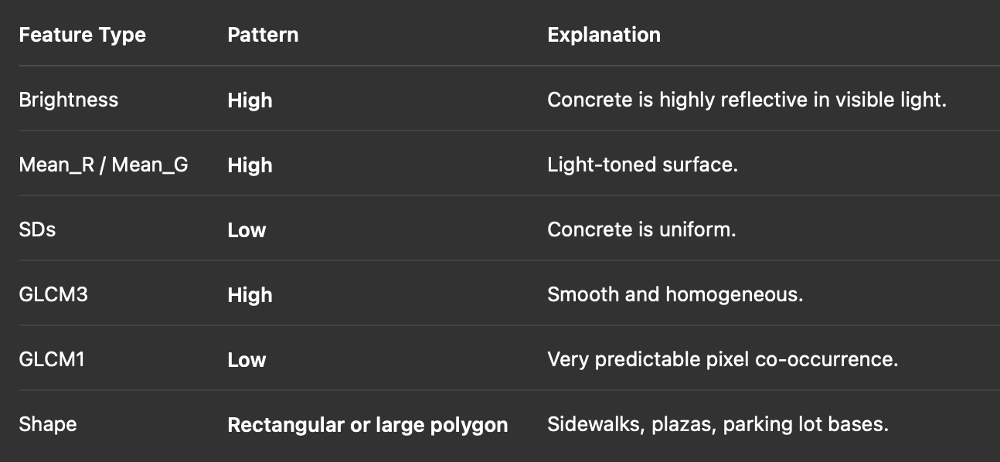 Feature Type Pattern Explanation
Brightness High Concrete is highly reflective in visible light.
Mean_R / Mean_G High Light-toned surface.
SDs Low Concrete is uniform.
GLCM3 High Smooth and homogeneous.
GLCM1 Low Very predictable pixel co-occurrence.
Shape Rectangular or large polygon Sidewalks, plazas, parking lot bases.